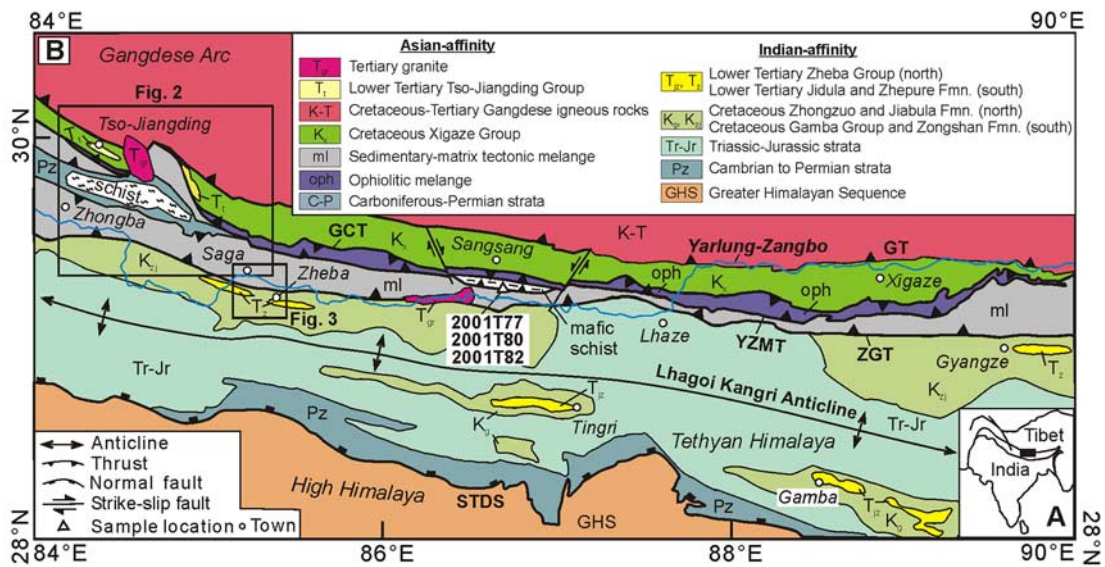 84°E
90°E
B
Gangdese Arc
Asian-affinity
Tgr Tertiary granite
Tt Lower Tertiary Tso-Jiangding Group
K-T Cretaceous-Tertiary Gangdese igneous rocks
Kx Cretaceous Xigaze Group
ml Sedimentary-matrix tectonic melange
oph Ophiolitic melange
C-P Carboniferous-Permian strata
Indian-affinity
Lower Tertiary Zheba Group (north)
Lower Tertiary Jidula and Zhepure Fmn. (south)
Cretaceous Zhongzuo and Jiabula Fmn. (north)
Cretaceous Gamba Group and Zongshan Fmn. (south)
Tr-Jr Triassic-Jurassic strata
Pz Cambrian to Permian strata
GHS Greater Himalayan Sequence
Fig. 2
30°N
30°N
Tso-Jiangding
Tt
Tgr
Pz
schist
Tt
Zhongba
GCT
Kx
Sangsang
K-T
Yarlung-Zangbo
GT
Saga
Kzj
Zheba
ml
oph
Kx
oph
Xigaze
ml
Tz
Fig. 3
Tgr
2001T77
2001T80
2001T82
mafic
schist
Lhaze
YZMT
ZGT
Gyangze
Tz
Kzj
Tr-Jr
Lhagoi Kangri Anticline
Tr-Jr
Pz
Tjz
Kg
Tingri
Tethyan Himalaya
Anticline
Thrust
Normal fault
Strike-slip fault
Sample location
Town
High Himalaya
STDS
GHS
Pz
Gamba
Tjz
Kg
Tibet
India
A
28°N
28°N
84°E
86°E
88°E
90°E